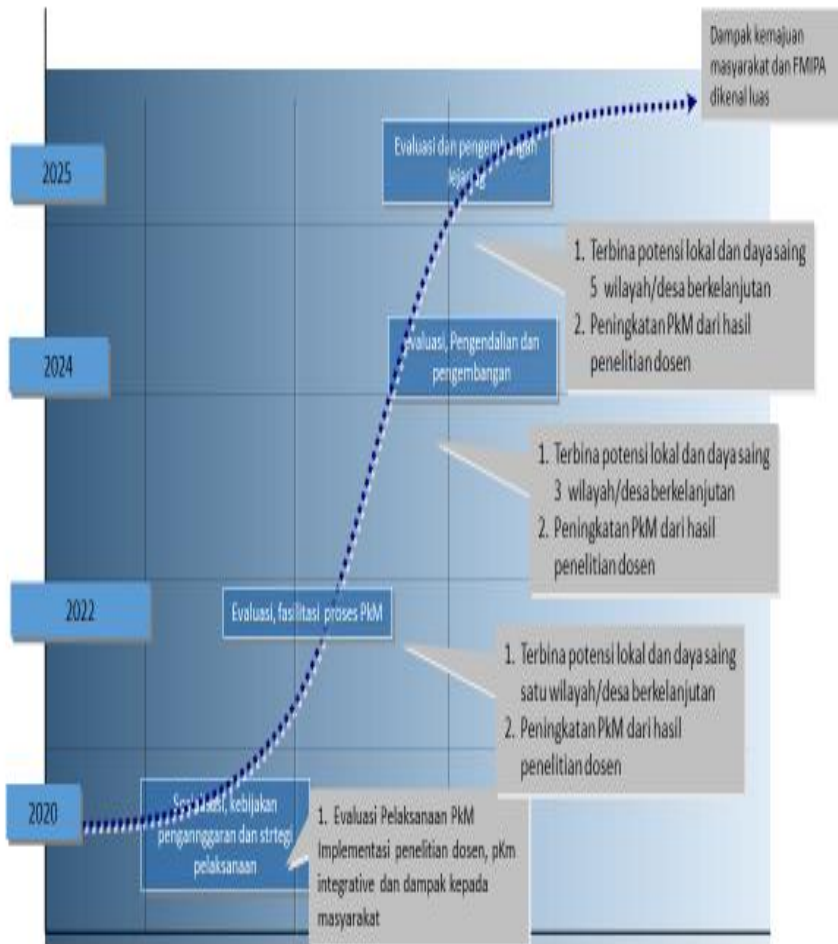 Dampak kemajuan
masyarakat dan FMIPA
dikenal luas
2025
Evaluasi dan pengembangan
jejaring
1. Terbina potensi lokal dan daya saing
5 wilayah/desa berkelanjutan
2. Peningkatan PkM dari hasil
penelitian dosen
2024
Evaluasi, Pengendalian dan
pengembangan
1. Terbina potensi lokal dan daya saing
3 wilayah/desa berkelanjutan
2. Peningkatan PkM dari hasil
penelitian dosen
2022
Evaluasi, fasilitasi proses PkM
1. Terbina potensi lokal dan daya saing
satu wilayah/desa berkelanjutan
2. Peningkatan PkM dari hasil
penelitian dosen
2020
kebijakan
pengannggaran dan strtegi
pelaksanaan
1. Evaluasi Pelaksanaan PkM
Implementasi penelitian dosen, pKm
integrative dan dampak kepada
masyarakat